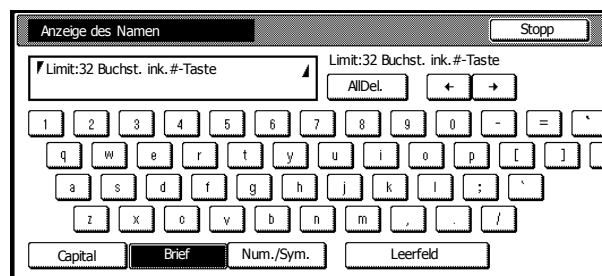 Anzeige des Namen Stopp
Limit:32 Buchst. ink.#-Taste
Limit:32 Buchst. ink.#-Taste
AllDel. ← →
1 2 3 4 5 6 7 8 9 0 - = `
q w e r t y u i o p [ ]
a s d f g h j k l ; `
z x c v b n m , . /
Capital Brief Num./Sym. Leerfeld